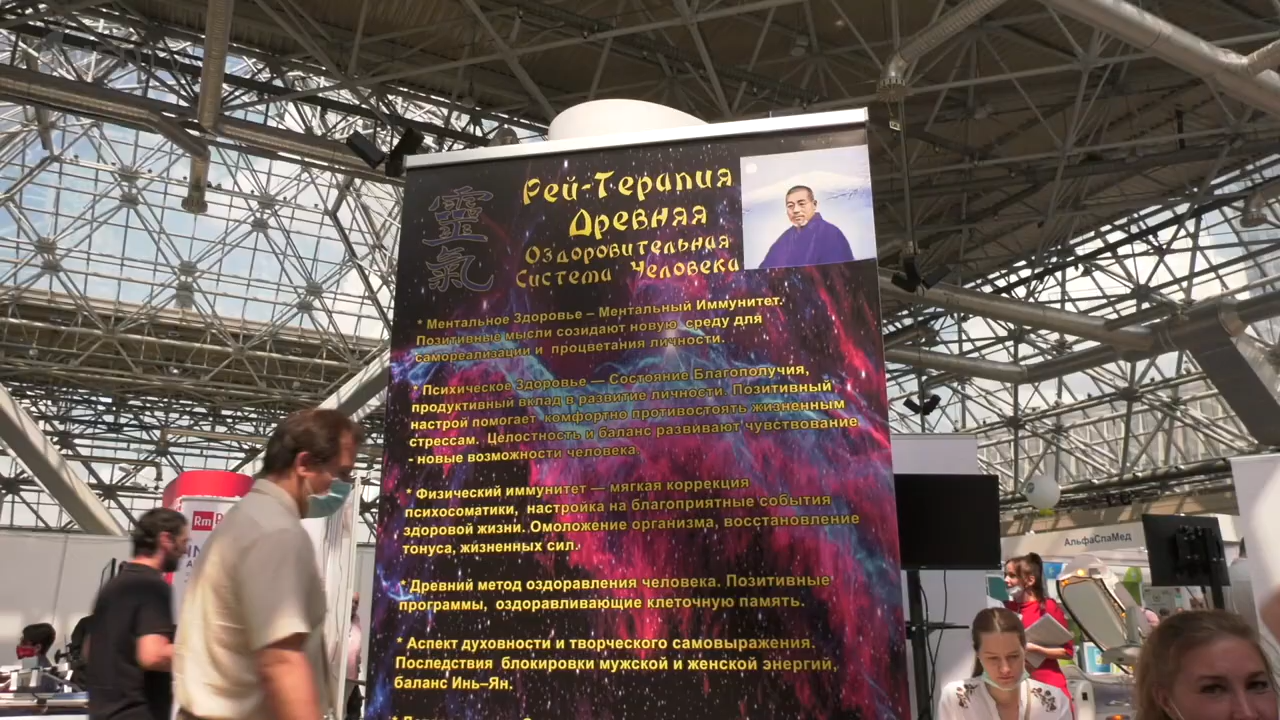 靈氣
Рей-Терапия
Древняя
Оздоровительная
Система Человека
* Ментальное Здоровье – Ментальный Иммунитет.
Позитивные мысли созидают новую среду для
самореализации и процветания личности.
* Психическое Здоровье — Состояние Благополучия,
продуктивный вклад в развитие личности. Позитивный
настрой помогает комфортно противостоять жизненным
стрессам. Целостность и баланс развивают чувствование
- новые возможности человека.
* Физический иммунитет — мягкая коррекция
психосоматики, настройка на благоприятные события
здоровой жизни. Омоложение организма, восстановление
тонуса, жизненных сил.
*Древний метод оздоравления человека. Позитивные
программы, оздоравливающие клеточную память.
* Аспект духовности и творческого самовыражения.
Последствия блокировки мужской и женской энергий,
баланс Инь–Ян.
Rm
АльфаСпаМед